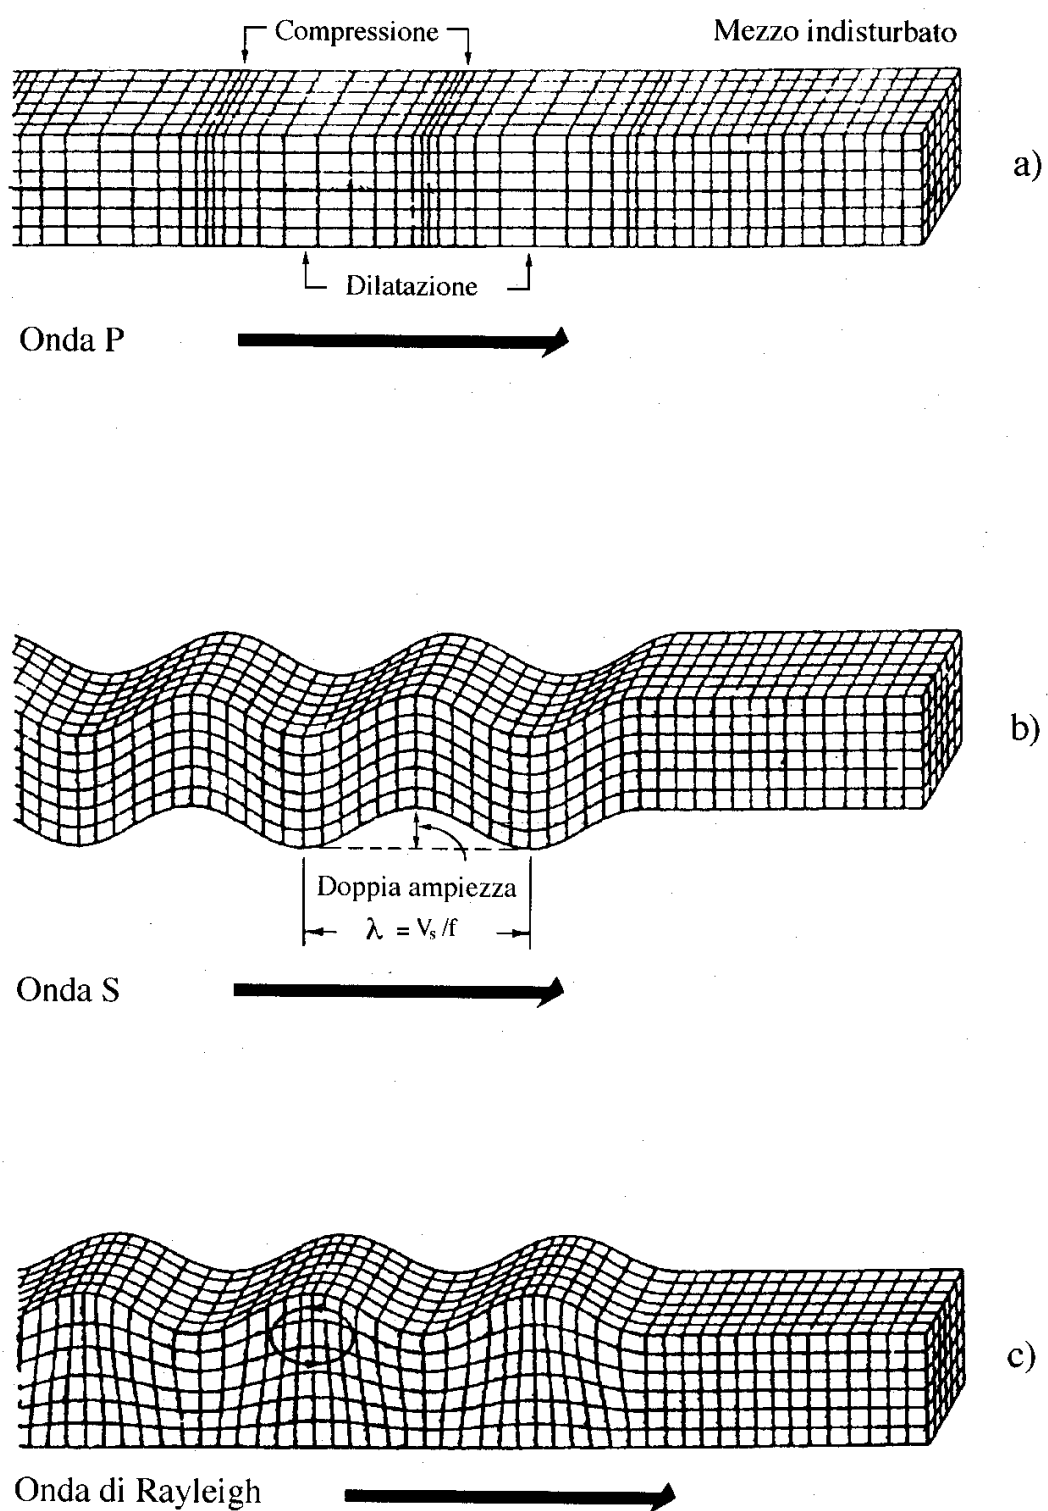 Compressione
Mezzo indisturbato
a)
Dilatazione
Onda P
b)
Doppia ampiezza
λ = Vₛ/f
Onda S
c)
Onda di Rayleigh